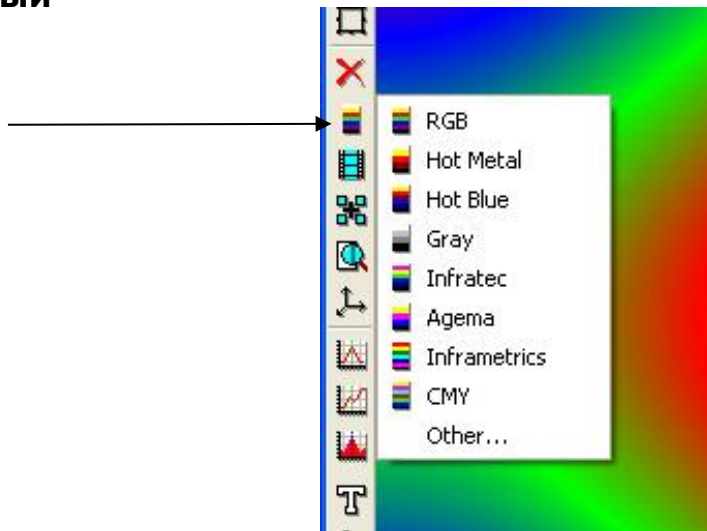 RGB
Hot Metal
Hot Blue
Gray
Infratec
Agema
Inframetrics
CMY
Other...
T